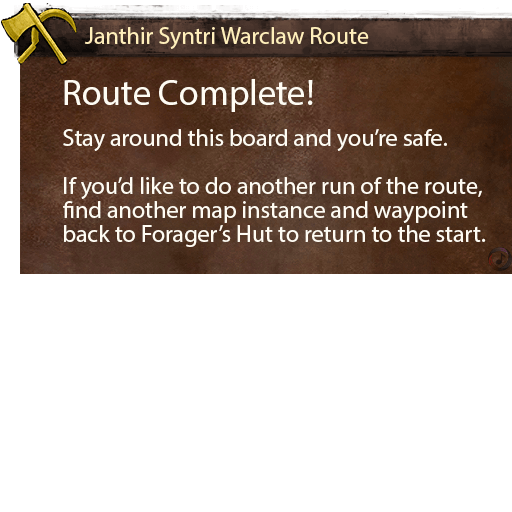 Janthir Syntri Warclaw Route
Route Complete!
Stay around this board and you're safe.
If you'd like to do another run of the route,
find another map instance and waypoint
back to Forager's Hut to return to the start.